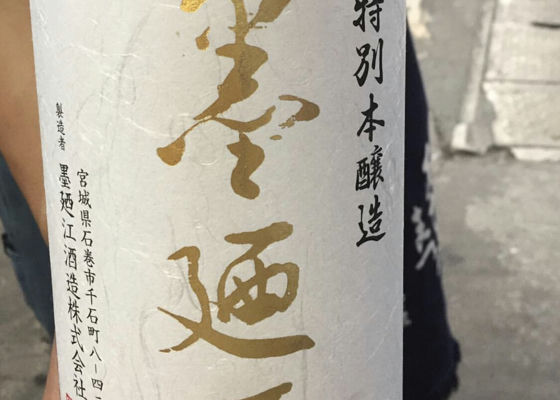 特別本醸造
墨廼
宮城県石巻市千石町八ー四
製造者 墨廼江酒造株式会社